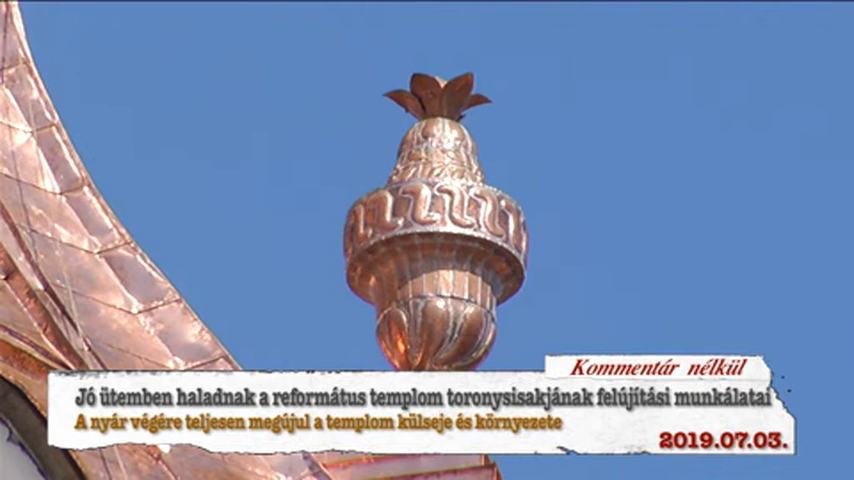 Kommentár nélkül
Jó ütemben haladnak a református templom toronysisakjának felújítási munkálatai
A nyár végére teljesen megújul a templom külseje és környezete
2019.07.03.